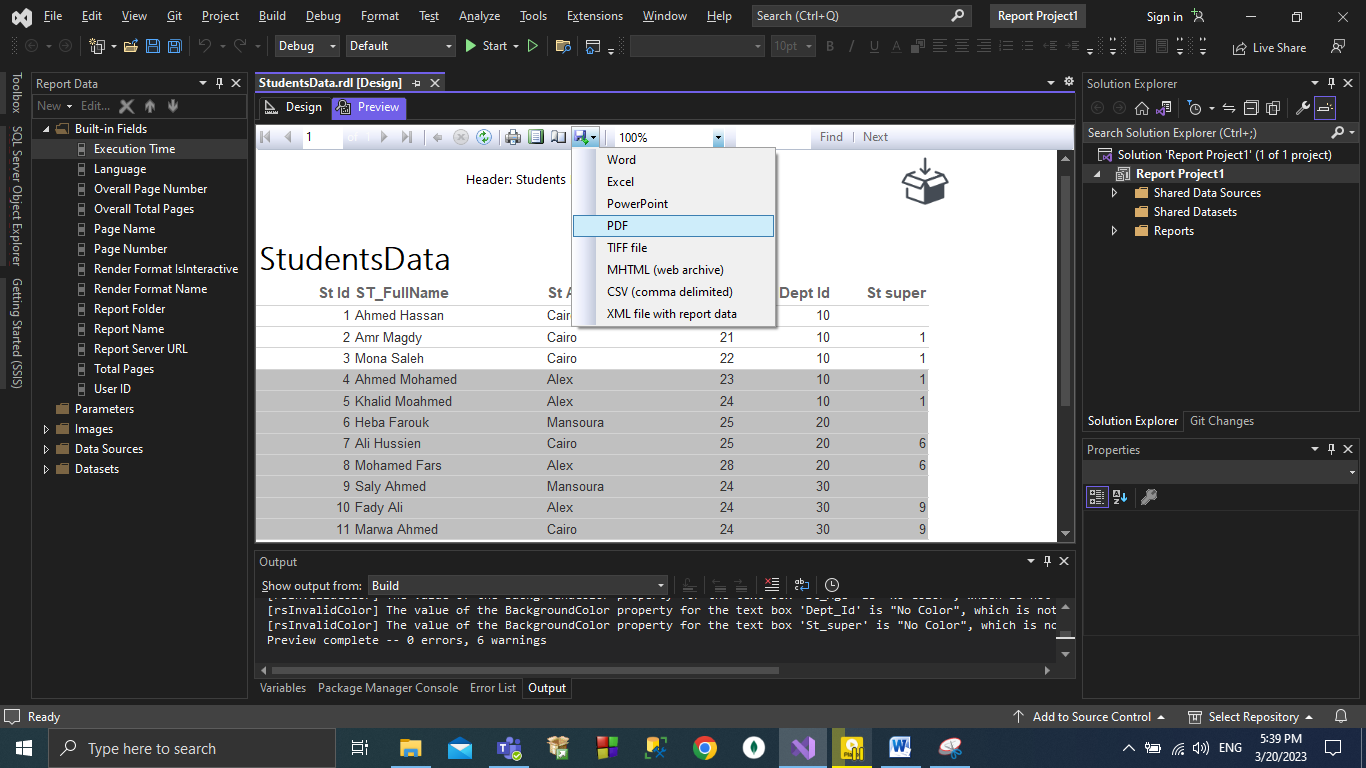 File Edit View Git Project Build Debug Format Test Analyze Tools Extensions Window Help Search (Ctrl+Q) Report Project1 Sign in
Debug Default Start 10pt B I U A Live Share
Toolbox
SQL Server Object Explorer
Getting Started (SSIS)
Report Data
New Edit...
Built-in Fields
Execution Time
Language
Overall Page Number
Overall Total Pages
Page Name
Page Number
Render Format IsInteractive
Render Format Name
Report Folder
Report Name
Report Server URL
Total Pages
User ID
Parameters
Images
Data Sources
Datasets
StudentsData.rdl [Design]
Design Preview
1 of 100% Find | Next
Word
Excel
PowerPoint
PDF
TIFF file
MHTML (web archive)
CSV (comma delimited)
XML file with report data
Header: Students
StudentsData
St Id ST_FullName St A Dept Id St super
1 Ahmed Hassan Cairo 10
2 Amr Magdy Cairo 21 10 1
3 Mona Saleh Cairo 22 10 1
4 Ahmed Mohamed Alex 23 10 1
5 Khalid Moahmed Alex 24 10 1
6 Heba Farouk Mansoura 25 20
7 Ali Hussien Cairo 25 20 6
8 Mohamed Fars Alex 28 20 6
9 Saly Ahmed Mansoura 24 30
10 Fady Ali Alex 24 30 9
11 Marwa Ahmed Cairo 24 30 9
Output
Show output from: Build
[rsInvalidColor] The value of the BackgroundColor property for the text box 'Dept_Id' is "No Color", which is not
[rsInvalidColor] The value of the BackgroundColor property for the text box 'St_super' is "No Color", which is no
Preview complete -- 0 errors, 6 warnings
Variables Package Manager Console Error List Output
Solution Explorer
Search Solution Explorer (Ctrl+;)
Solution 'Report Project1' (1 of 1 project)
Report Project1
Shared Data Sources
Shared Datasets
Reports
Solution Explorer Git Changes
Properties
Ready Add to Source Control Select Repository
Type here to search
ENG
5:39 PM
3/20/2023